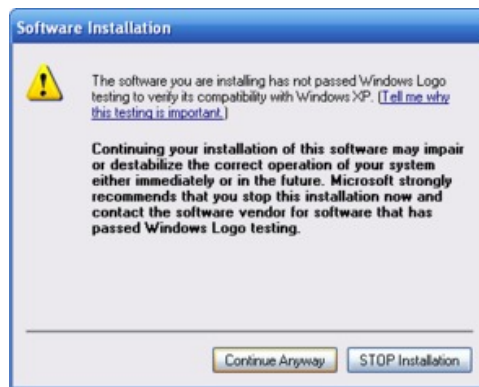 Software Installation
The software you are installing has not passed Windows Logo
testing to verify its compatibility with Windows XP. (Tell me why
this testing is important.)
Continuing your installation of this software may impair
or destabilize the correct operation of your system
either immediately or in the future. Microsoft strongly
recommends that you stop this installation now and
contact the software vendor for software that has
passed Windows Logo testing.
Continue Anyway STOP Installation